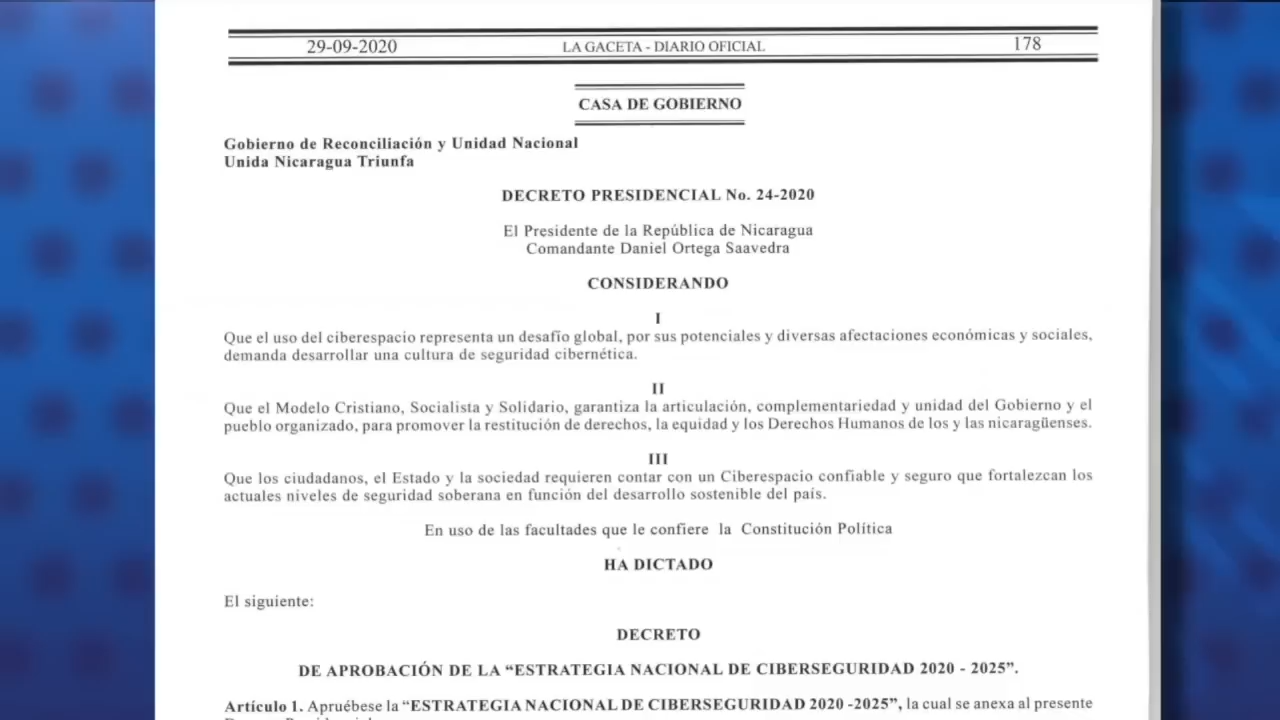 29-09-2020 LA GACETA - DIARIO OFICIAL 178
CASA DE GOBIERNO
Gobierno de Reconciliación y Unidad Nacional
Unida Nicaragua Triunfa
DECRETO PRESIDENCIAL No. 24-2020
El Presidente de la República de Nicaragua
Comandante Daniel Ortega Saavedra
CONSIDERANDO
I
Que el uso del ciberespacio representa un desafío global, por sus potenciales y diversas afectaciones económicas y sociales,
demanda desarrollar una cultura de seguridad cibernética.
II
Que el Modelo Cristiano, Socialista y Solidario, garantiza la articulación, complementariedad y unidad del Gobierno y el
pueblo organizado, para promover la restitución de derechos, la equidad y los Derechos Humanos de los y las nicaragüenses.
III
Que los ciudadanos, el Estado y la sociedad requieren contar con un Ciberespacio confiable y seguro que fortalezcan los
actuales niveles de seguridad soberana en función del desarrollo sostenible del país.
En uso de las facultades que le confiere la Constitución Política
HA DICTADO
El siguiente:
DECRETO
DE APROBACIÓN DE LA “ESTRATEGIA NACIONAL DE CIBERSEGURIDAD 2020 - 2025”.
Artículo 1. Apruébese la “ESTRATEGIA NACIONAL DE CIBERSEGURIDAD 2020 -2025”, la cual se anexa al presente